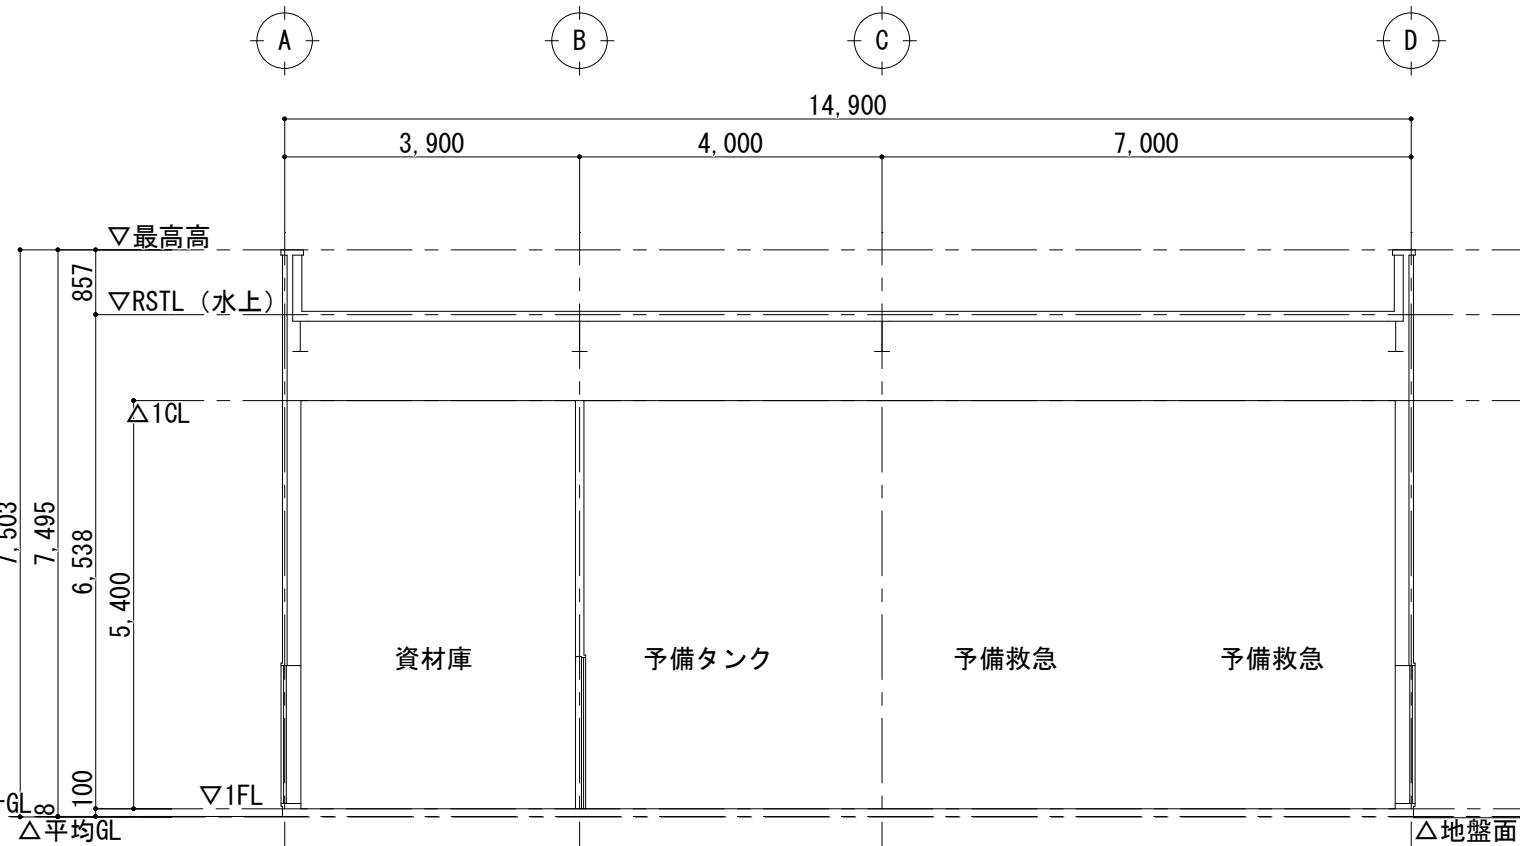 A B C D
14,900
3,900 4,000 7,000
▽最高高
857
▽RSTL（水上）
△1CL
7,503
7,495
6,538
5,400
資材庫 予備タンク 予備救急 予備救急
100
▽1FL
GL
8
△平均GL
△地盤面